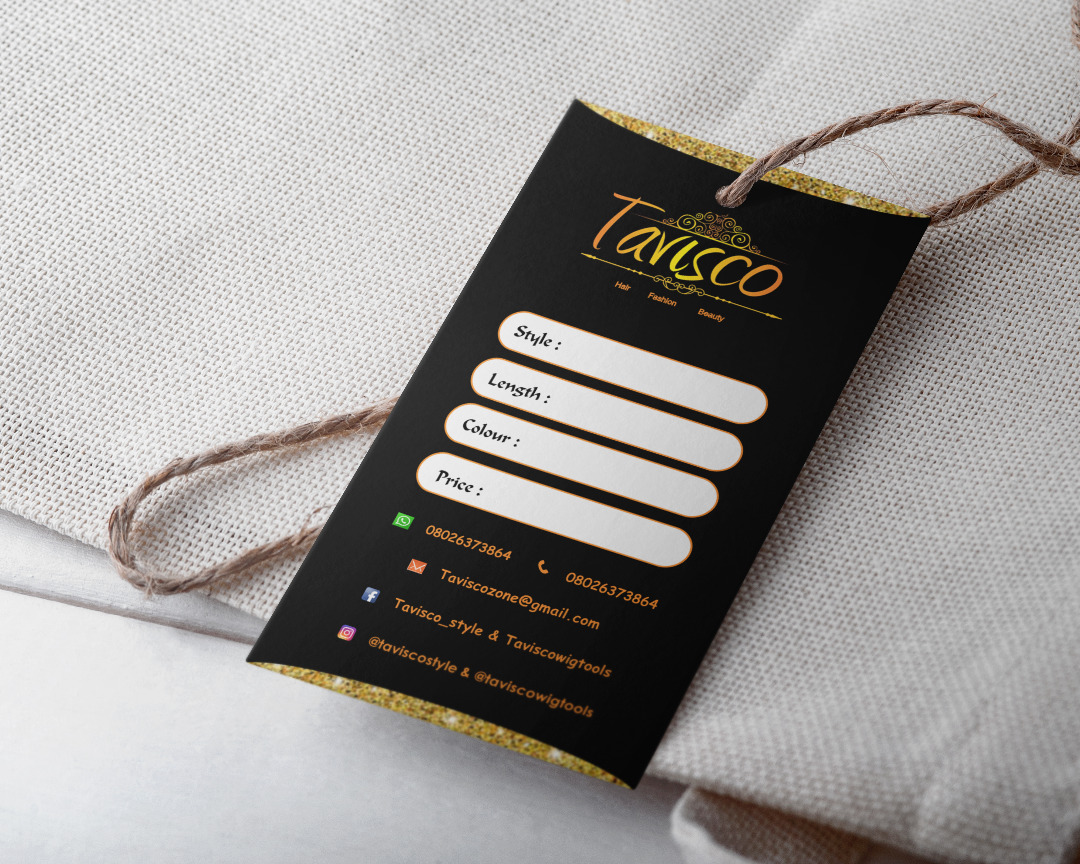 Tavisco
Hair Fashion Beauty
Style :
Length :
Colour :
Price :
08026373864 08026373864
Taviscozone@gmail.com
Tavisco_style & Taviscowigtools
@taviscostyle & @taviscowigtools